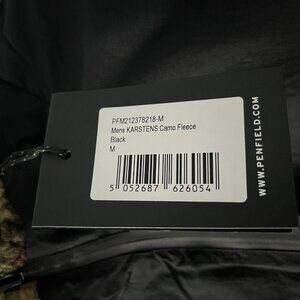 PFM212378218-M
Mens KARSTENS Camo Fleece
Black
M
5 052687 626054
WWW.PENFIELD.COM